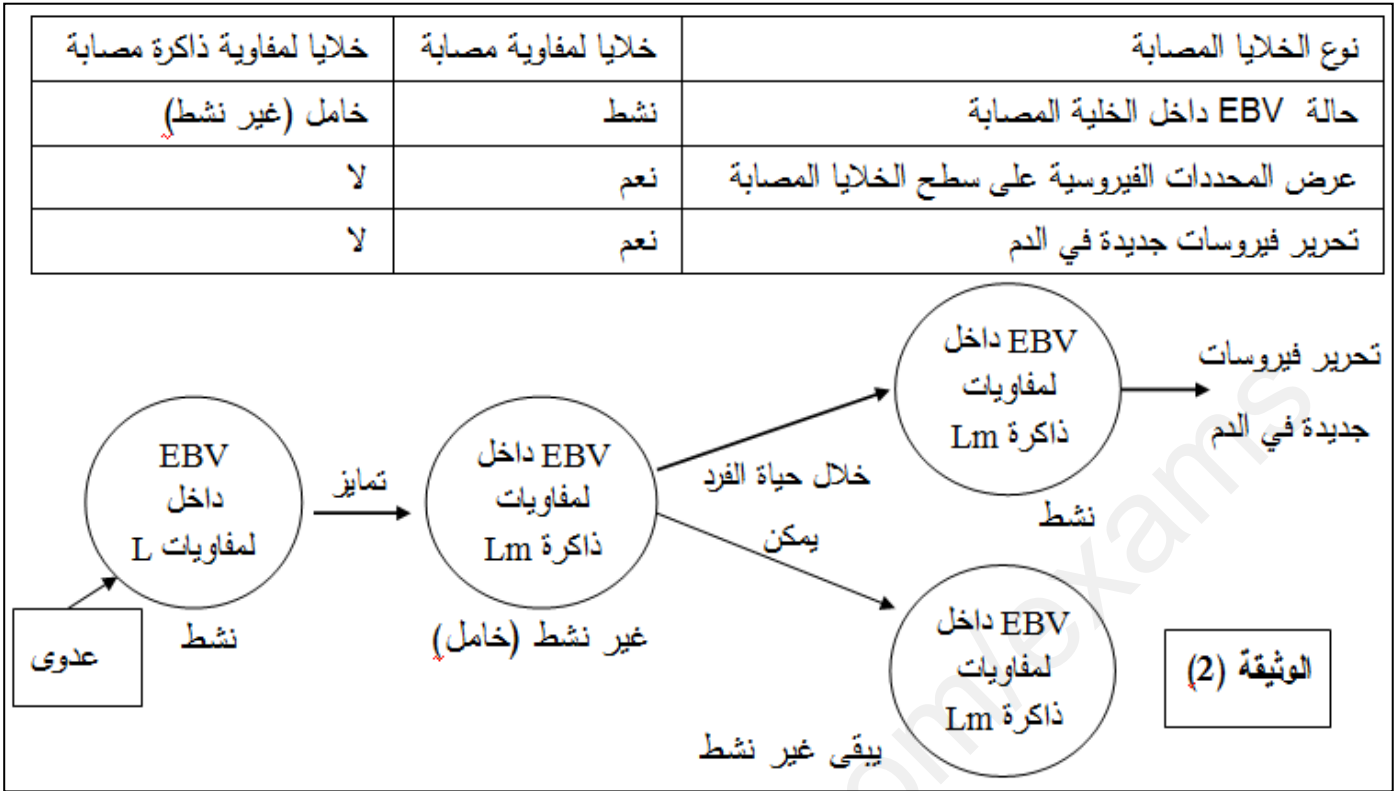 نوع الخلايا المصابة	خلايا لمفاوية مصابة	خلايا لمفاوية ذاكرة مصابة
حالة EBV داخل الخلية المصابة	نشط	خامل (غير نشط)
عرض المحددات الفيروسية على سطح الخلايا المصابة	نعم	لا
تحرير فيروسات جديدة في الدم	نعم	لا
عدوى
EBV
داخل
لمفاويات L
نشط
تمايز
EBV داخل
لمفاويات
ذاكرة Lm
غير نشط (خامل)
خلال حياة الفرد
يمكن
EBV داخل
لمفاويات
ذاكرة Lm
نشط
تحرير فيروسات
جديدة في الدم
EBV داخل
لمفاويات
ذاكرة Lm
يبقى غير نشط
الوثيقة (2)
om/exams